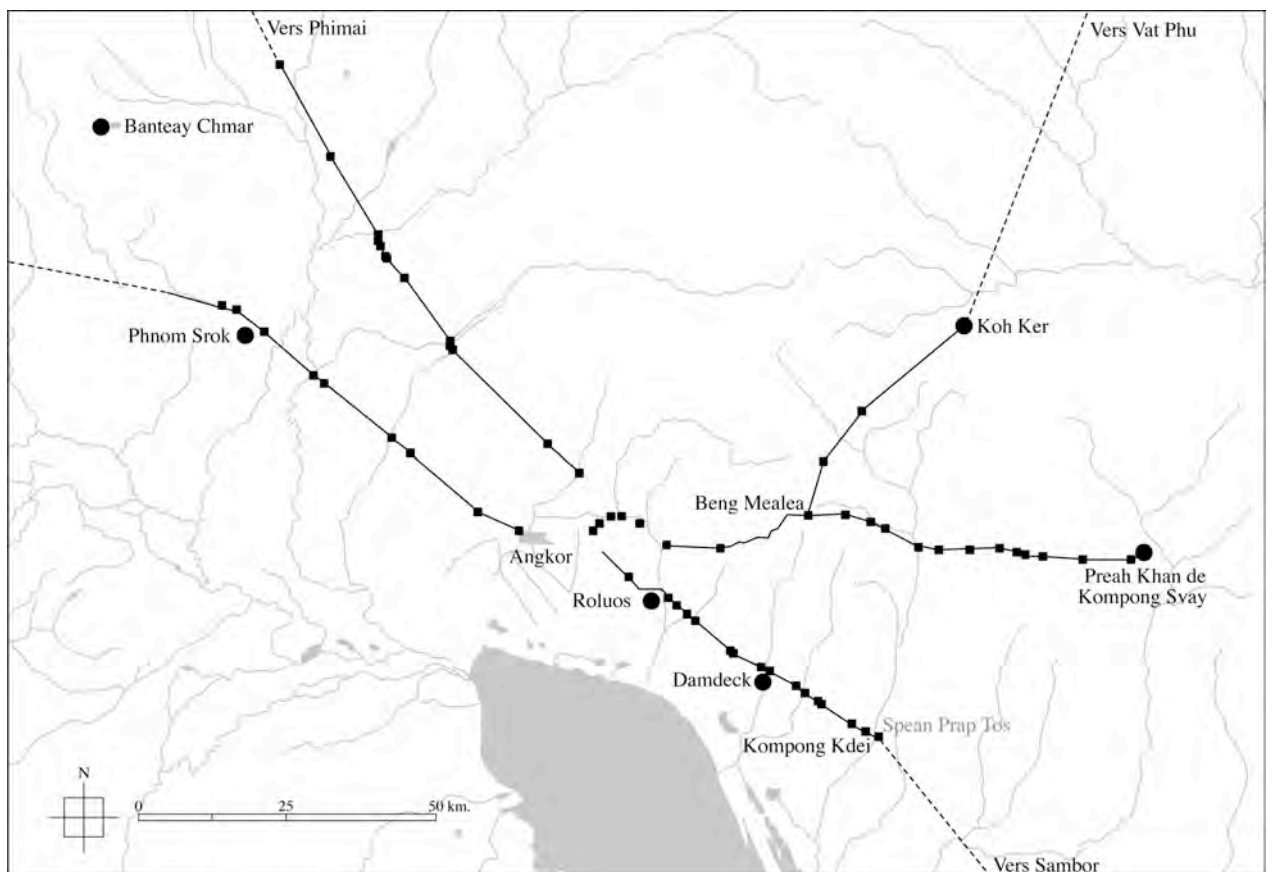 Vers Phimai
Vers Vat Phu
Banteay Chmar
Phnom Srok
Koh Ker
Beng Mealea
Angkor
Preah Khan de
Kompong Svay
Roluos
Damdeck
Spean Prap Tos
Kompong Kdei
N
0 25 50 km.
Vers Sambor